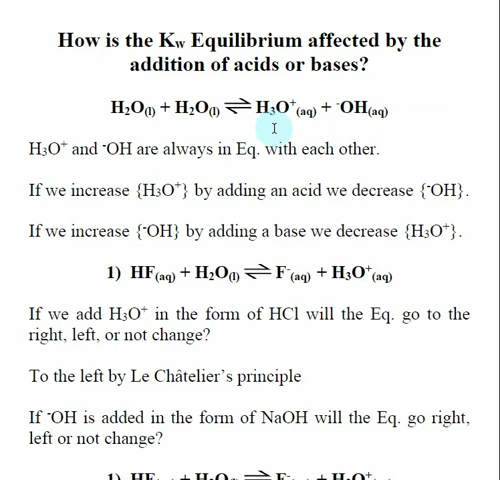 How is the Kw Equilibrium affected by the
addition of acids or bases?
H₂O(l) + H₂O(l) ⇌ H₃O⁺(aq) + ⁻OH(aq)
H₃O⁺ and ⁻OH are always in Eq. with each other.
If we increase {H₃O⁺} by adding an acid we decrease {⁻OH}.
If we increase {⁻OH} by adding a base we decrease {H₃O⁺}.
1) HF(aq) + H₂O(l) ⇌ F⁻(aq) + H₃O⁺(aq)
If we add H₃O⁺ in the form of HCl will the Eq. go to the
right, left, or not change?
To the left by Le Châtelier's principle
If ⁻OH is added in the form of NaOH will the Eq. go right,
left or not change?
1) HF + H₂O ⇌ F⁻ + H₃O⁺